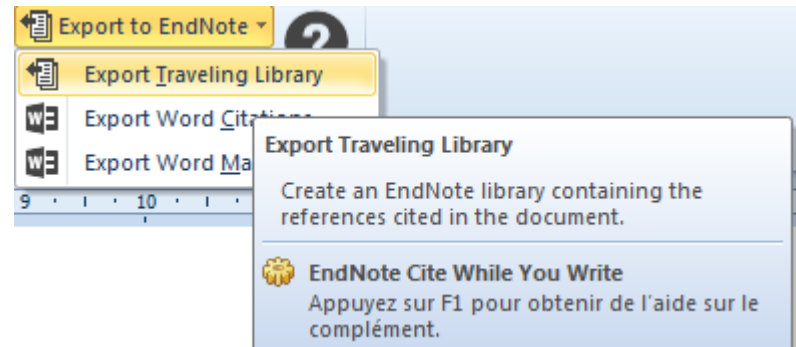 Export to EndNote
?
Export Traveling Library
Export Word
Export Word
Export Traveling Library
Create an EndNote library containing the
references cited in the document.
9 10
EndNote Cite While You Write
Appuyez sur F1 pour obtenir de l'aide sur le
complément.